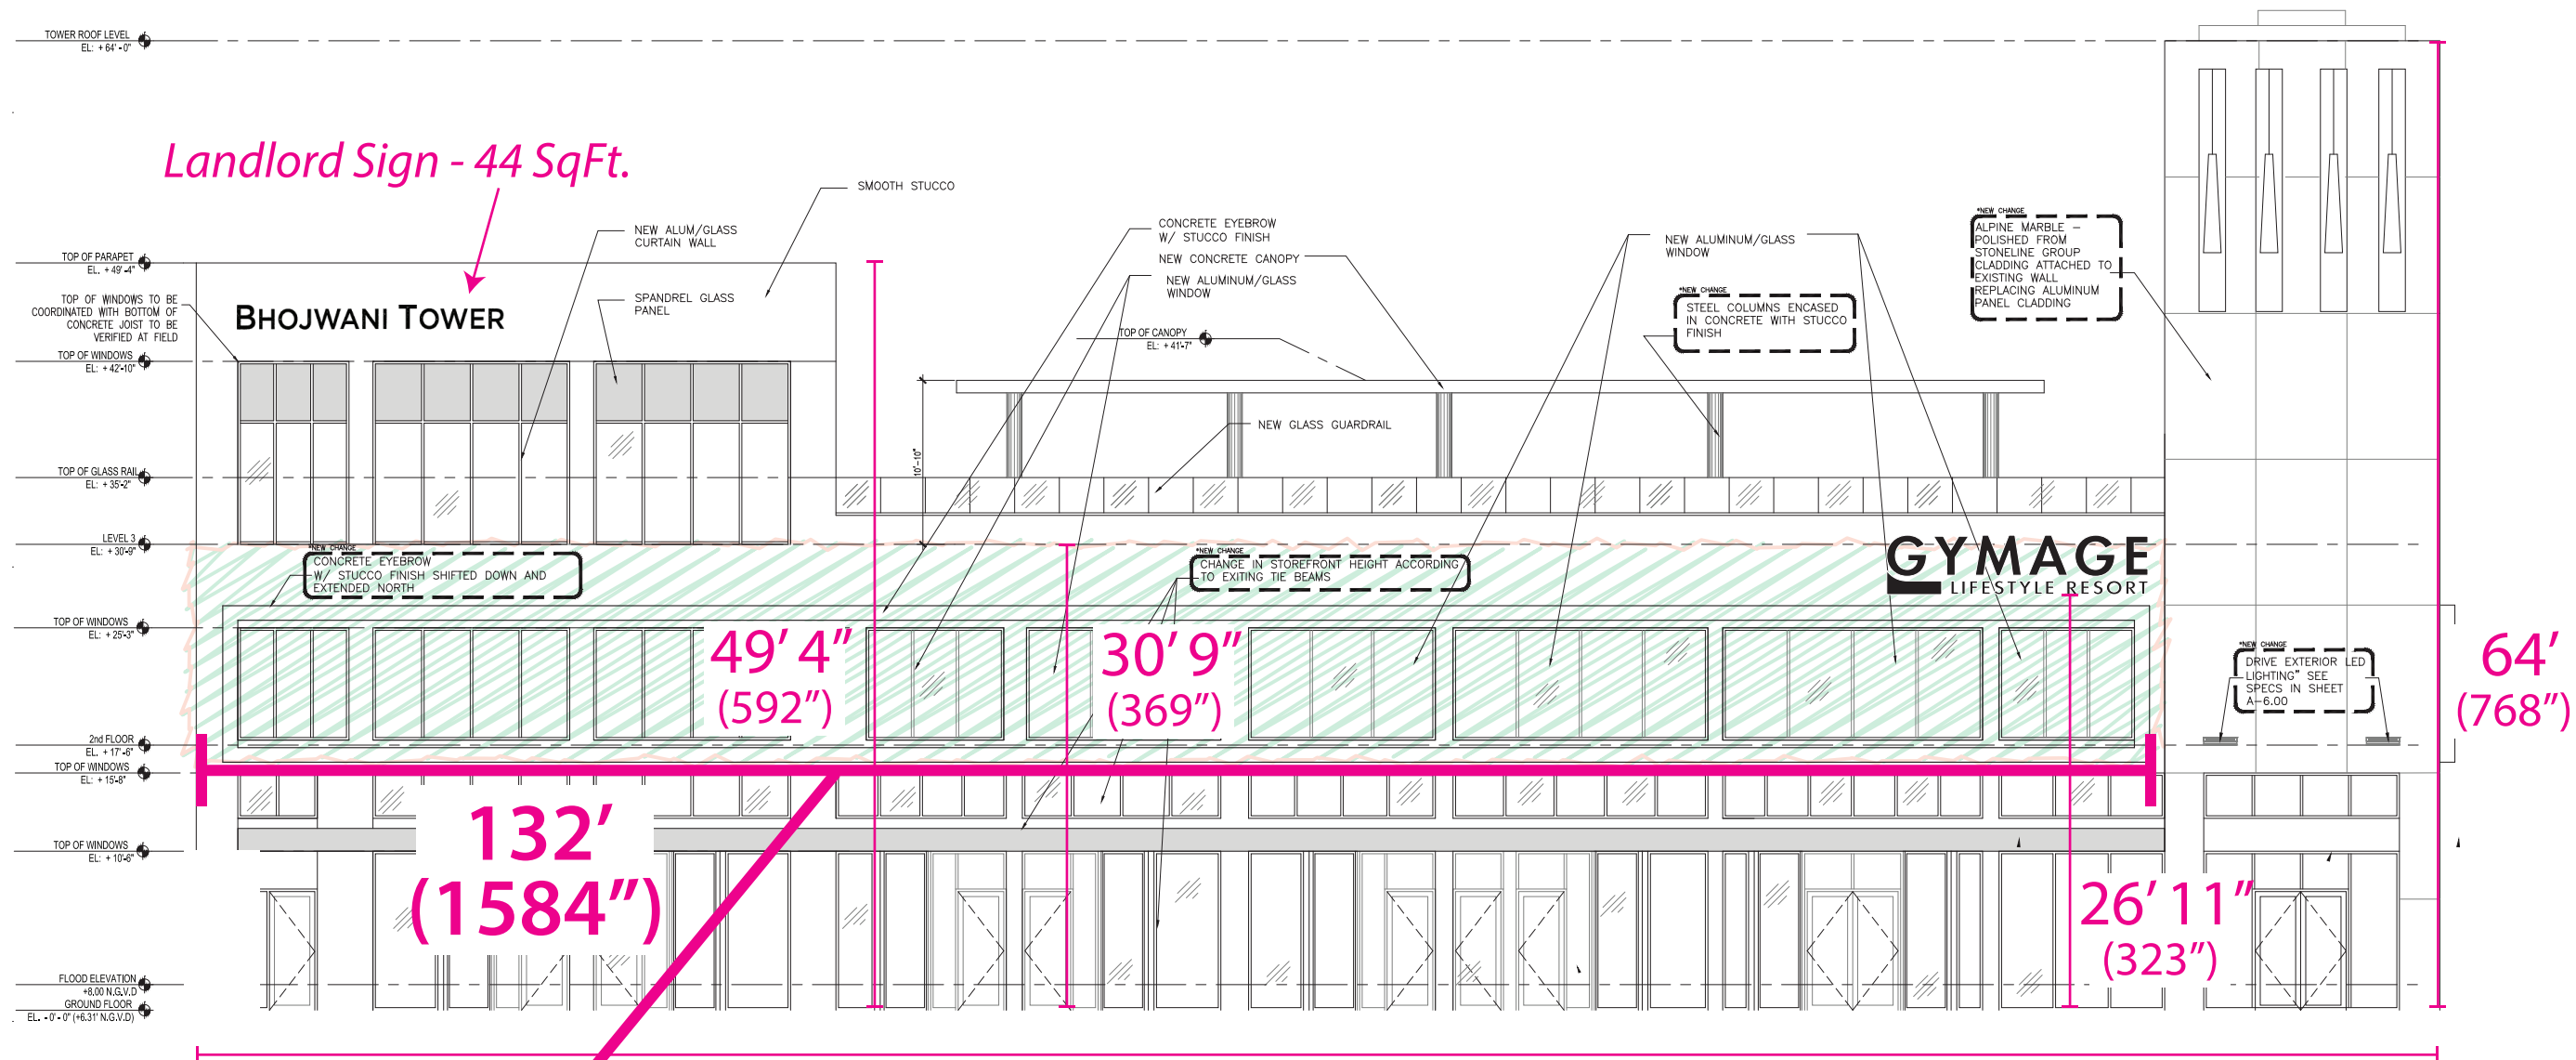 TOWER ROOF LEVEL
EL: + 64' - 0"
Landlord Sign - 44 SqFt.
SMOOTH STUCCO
NEW ALUM/GLASS
CURTAIN WALL
SPANDREL GLASS
PANEL
CONCRETE EYEBROW
W/ STUCCO FINISH
NEW CONCRETE CANOPY
NEW ALUMINUM/GLASS
WINDOW
NEW ALUMINUM/GLASS
WINDOW
*NEW CHANGE
ALPINE MARBLE –
POLISHED FROM
STONELINE GROUP
CLADDING ATTACHED TO
EXISTING WALL
REPLACING ALUMINUM
PANEL CLADDING
*NEW CHANGE
STEEL COLUMNS ENCASED
IN CONCRETE WITH STUCCO
FINISH
TOP OF PARAPET
EL. + 49'-4"
TOP OF WINDOWS TO BE
COORDINATED WITH BOTTOM OF
CONCRETE JOIST TO BE
VERIFIED AT FIELD
BHOJWANI TOWER
TOP OF CANOPY
EL: + 41'-7"
TOP OF WINDOWS
EL: + 42'-10"
10'-10"
NEW GLASS GUARDRAIL
TOP OF GLASS RAIL
EL: + 35'-2"
LEVEL 3
EL: + 30'-9"
*NEW CHANGE
CONCRETE EYEBROW
W/ STUCCO FINISH SHIFTED DOWN AND
EXTENDED NORTH
*NEW CHANGE
CHANGE IN STOREFRONT HEIGHT ACCORDING
TO EXITING TIE BEAMS
GYMAGE
LIFESTYLE RESORT
TOP OF WINDOWS
EL: + 25'-3"
49' 4"
(592")
30' 9"
(369")
*NEW CHANGE
DRIVE EXTERIOR LED
LIGHTING" SEE
SPECS IN SHEET
A–6.00
64'
(768")
2nd FLOOR
EL. + 17'-6"
TOP OF WINDOWS
EL: + 15'-8"
132'
(1584")
TOP OF WINDOWS
EL: + 10'-6"
26' 11"
(323")
FLOOD ELEVATION
+8.00 N.G.V.D
GROUND FLOOR
EL. - 0' - 0" (+6.31' N.G.V.D)